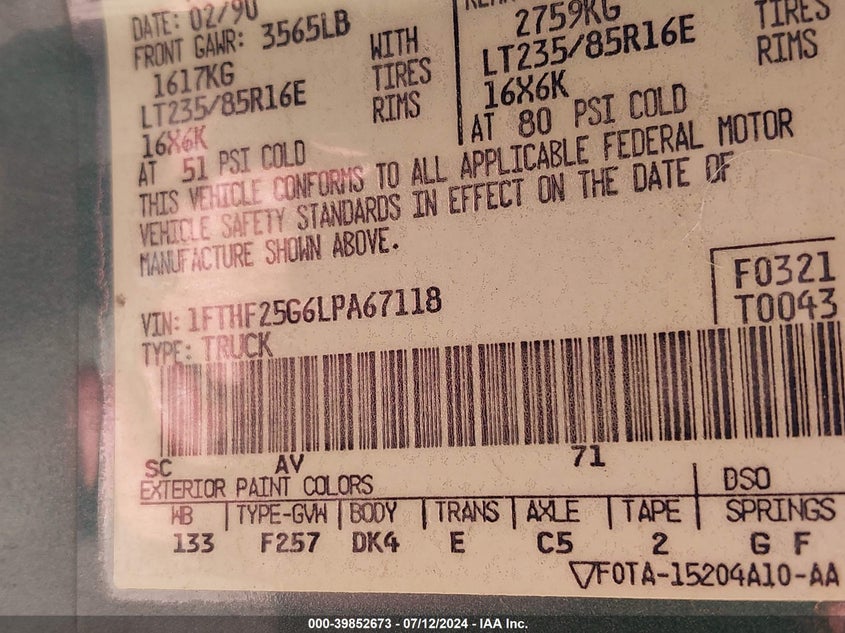 DATE: 02/90
FRONT GAWR: 3565LB
1617KG WITH
LT235/85R16E TIRES
16X6K RIMS
AT 51 PSI COLD
2759KG
LT235/85R16E TIRES
16X6K RIMS
AT 80 PSI COLD
THIS VEHICLE CONFORMS TO ALL APPLICABLE FEDERAL MOTOR
VEHICLE SAFETY STANDARDS IN EFFECT ON THE DATE OF
MANUFACTURE SHOWN ABOVE.
F0321
T0043
VIN: 1FTHF25G6LPA67118
TYPE: TRUCK
SC AV 71
EXTERIOR PAINT COLORS DSO
WB TYPE-GVW BODY TRANS AXLE TAPE SPRINGS
133 F257 DK4 E C5 2 G F
▽F0TA-15204A10-AA
000-39852673 - 07/12/2024 - IAA Inc.